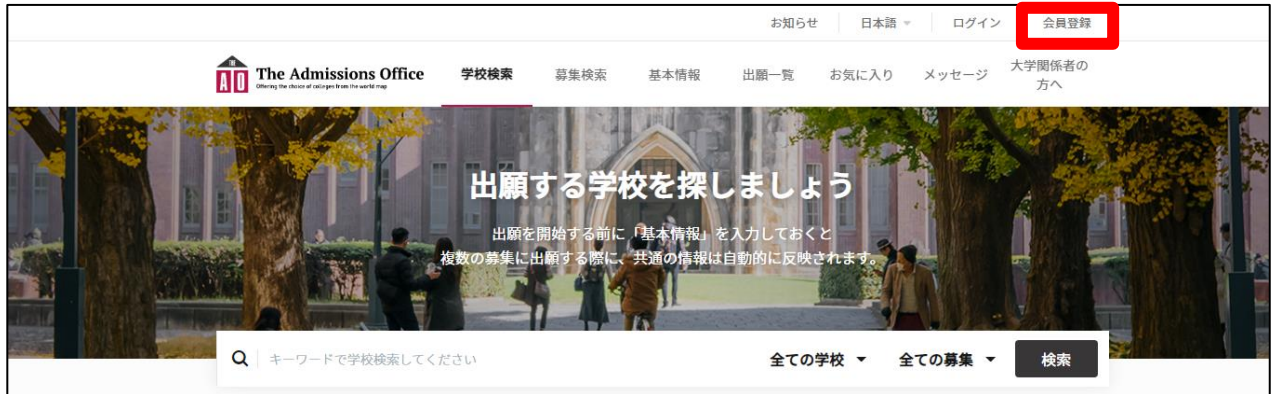 お知らせ 日本語 ログイン 会員登録
THE
AO The Admissions Office
Offering the choice of colleges from the world map
学校検索 募集検索 基本情報 出願一覧 お気に入り メッセージ 大学関係者の
方へ
出願する学校を探しましょう
出願を開始する前に「基本情報」を入力しておくと
複数の募集に出願する際に、共通の情報は自動的に反映されます。
キーワードで学校検索してください 全ての学校 全ての募集 検索